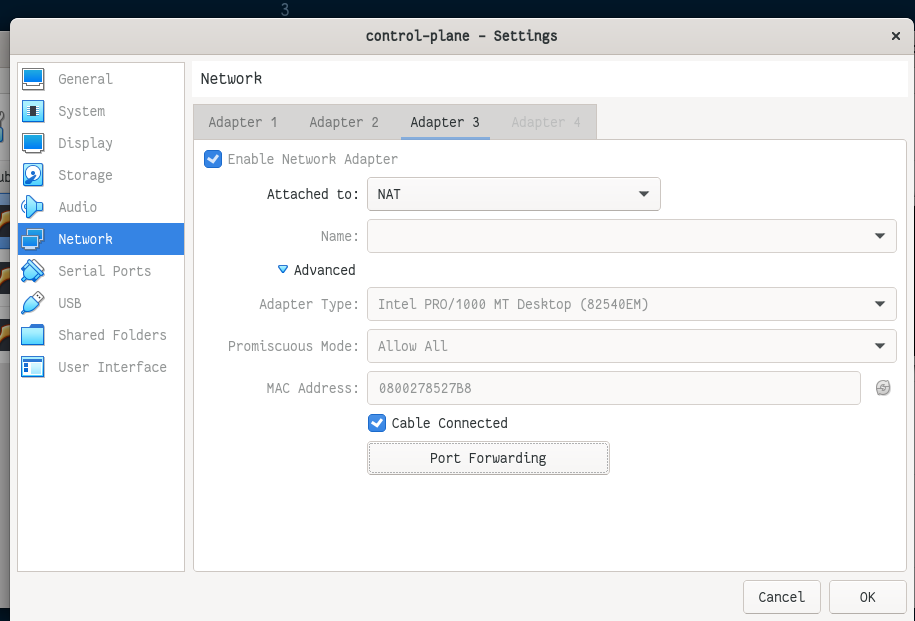 3
control-plane - Settings
General
System
Display
Storage
Audio
Network
Serial Ports
USB
Shared Folders
User Interface
Network
Adapter 1 Adapter 2 Adapter 3 Adapter 4
Enable Network Adapter
Attached to: NAT
Name:
Advanced
Adapter Type: Intel PRO/1000 MT Desktop (82540EM)
Promiscuous Mode: Allow All
MAC Address: 0800278527B8
Cable Connected
Port Forwarding
Cancel OK